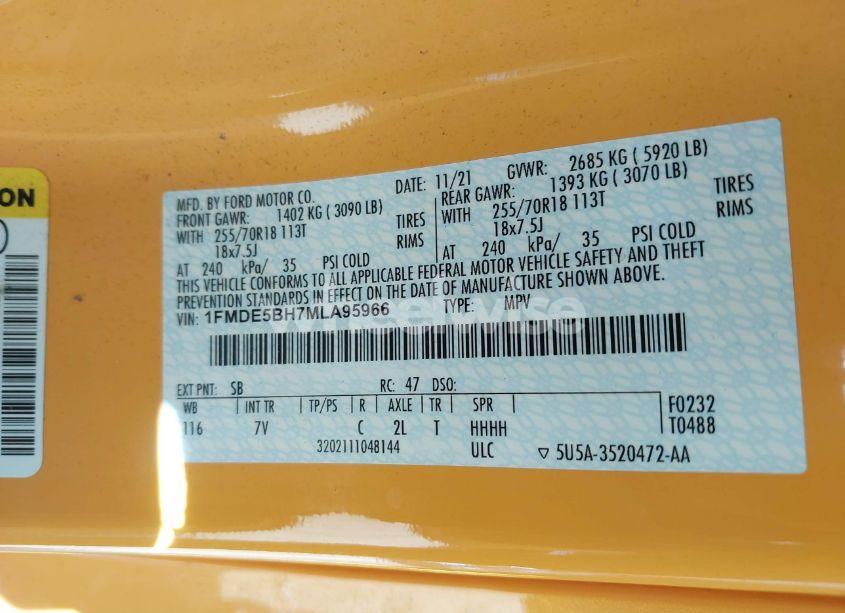 ON
MFD. BY FORD MOTOR CO.
DATE: 11/21
GVWR: 2685 KG ( 5920 LB)
FRONT GAWR: 1402 KG ( 3090 LB)
REAR GAWR: 1393 KG ( 3070 LB)
WITH 255/70R18 113T TIRES
WITH 255/70R18 113T TIRES
18x7.5J RIMS
18x7.5J RIMS
AT 240 kPa/ 35 PSI COLD
AT 240 kPa/ 35 PSI COLD
THIS VEHICLE CONFORMS TO ALL APPLICABLE FEDERAL MOTOR VEHICLE SAFETY AND THEFT
PREVENTION STANDARDS IN EFFECT ON THE DATE OF MANUFACTURE SHOWN ABOVE.
VIN: 1FMDE5BH7MLA95966 TYPE: MPV
wheelwise
EXT PNT: SB RC: 47 DSO:
WB INT TR TP/PS R AXLE TR SPR F0232
116 7V C 2L T HHHH T0488
3202111048144 ULC ▽ 5U5A-3520472-AA